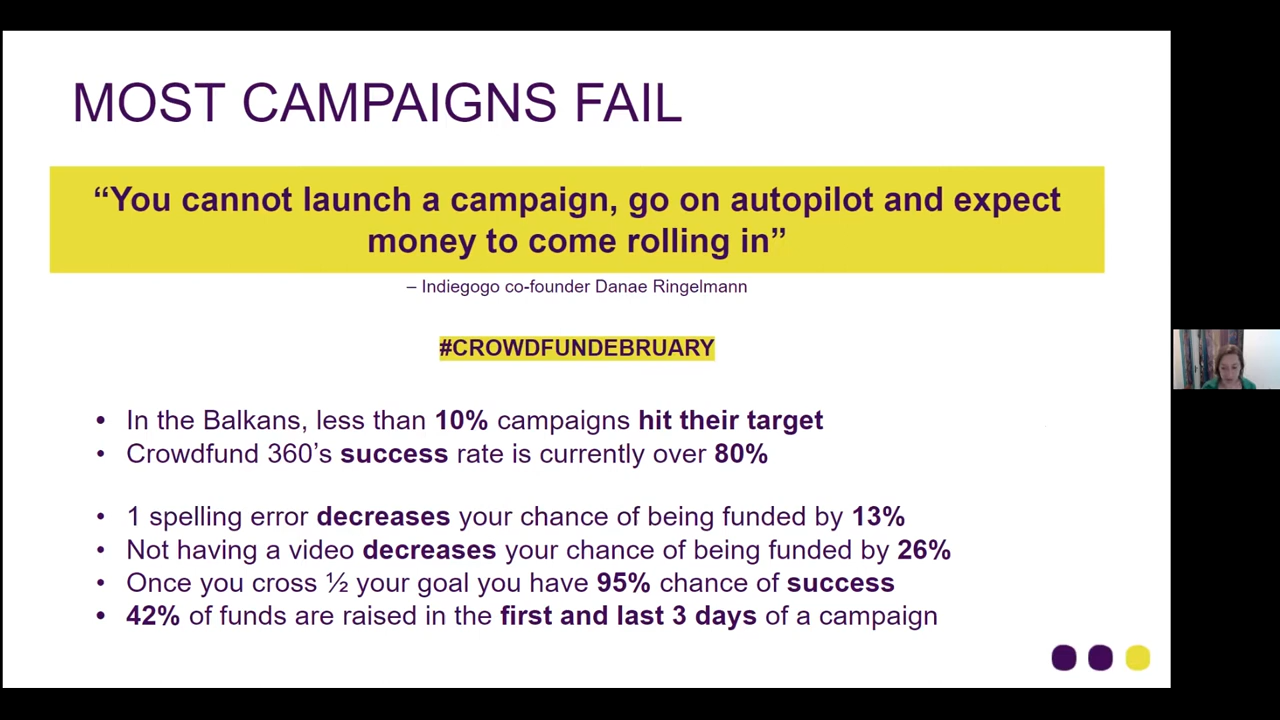 MOST CAMPAIGNS FAIL
“You cannot launch a campaign, go on autopilot and expect
money to come rolling in”
– Indiegogo co-founder Danae Ringelmann
#CROWDFUNDEBRUARY
• In the Balkans, less than 10% campaigns hit their target
• Crowdfund 360’s success rate is currently over 80%
• 1 spelling error decreases your chance of being funded by 13%
• Not having a video decreases your chance of being funded by 26%
• Once you cross ½ your goal you have 95% chance of success
• 42% of funds are raised in the first and last 3 days of a campaign